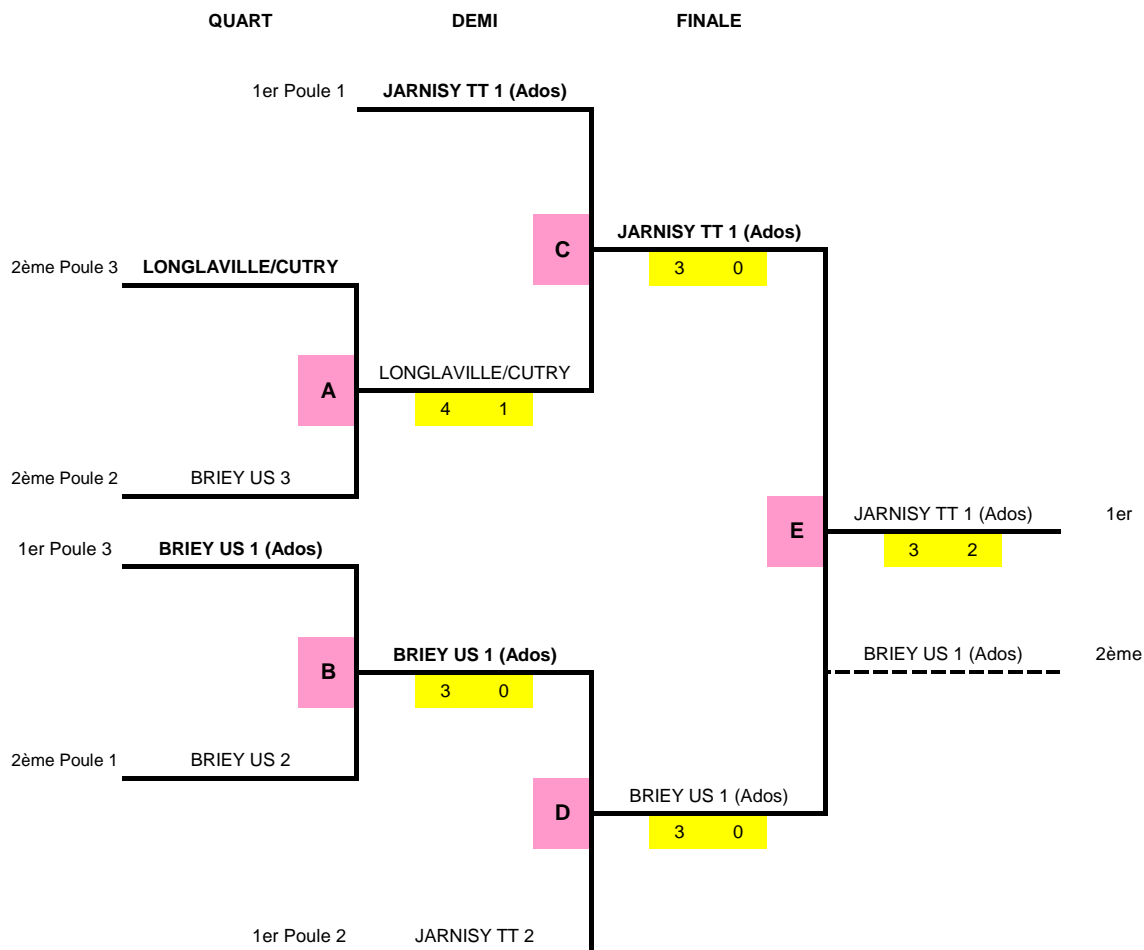 QUART DEMI FINALE
1er Poule 1 JARNISY TT 1 (Ados)
C JARNISY TT 1 (Ados)
3 0
2ème Poule 3 LONGLAVILLE/CUTRY
A LONGLAVILLE/CUTRY
4 1
2ème Poule 2 BRIEY US 3
E JARNISY TT 1 (Ados) 1er
3 2
1er Poule 3 BRIEY US 1 (Ados)
B BRIEY US 1 (Ados)
3 0
BRIEY US 1 (Ados) 2ème
2ème Poule 1 BRIEY US 2
D BRIEY US 1 (Ados)
3 0
1er Poule 2 JARNISY TT 2